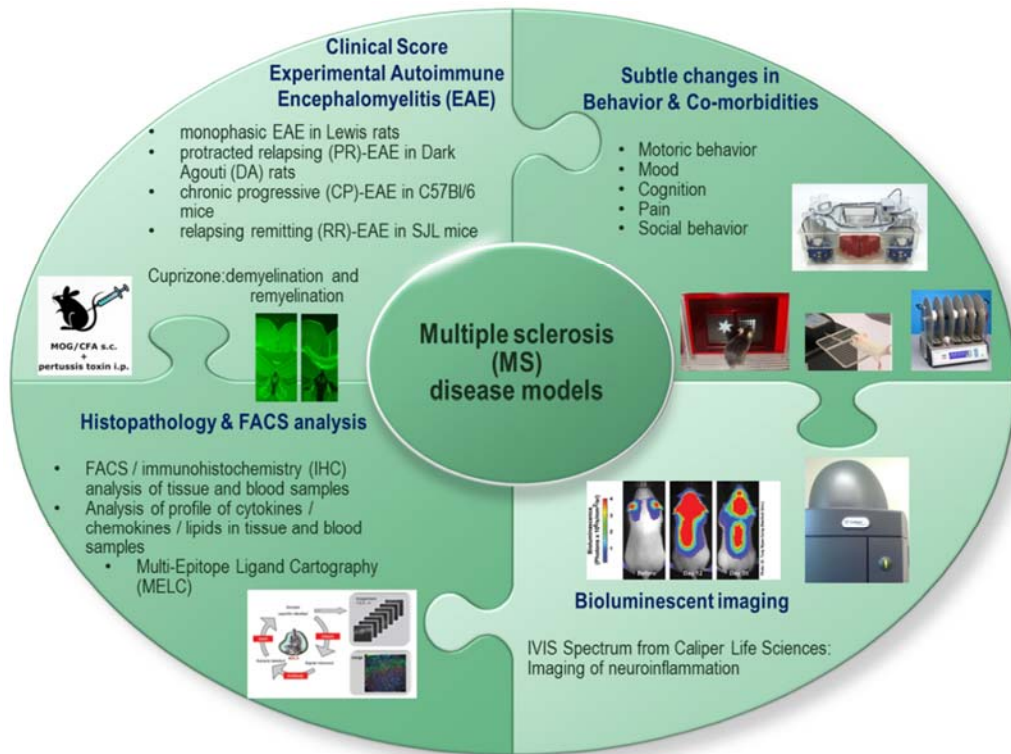 Clinical Score
Experimental Autoimmune
Encephalomyelitis (EAE)
• monophasic EAE in Lewis rats
• protracted relapsing (PR)-EAE in Dark
Agouti (DA) rats
• chronic progressive (CP)-EAE in C57Bl/6
mice
• relapsing remitting (RR)-EAE in SJL mice
Cuprizone:demyelination and
remyelination
MOG/CFA s.c.
+
pertussis toxin i.p.
Subtle changes in
Behavior & Co-morbidities
• Motoric behavior
• Mood
• Cognition
• Pain
• Social behavior
Multiple sclerosis
(MS)
disease models
Histopathology & FACS analysis
• FACS / immunohistochemistry (IHC)
analysis of tissue and blood samples
• Analysis of profile of cytokines /
chemokines / lipids in tissue and blood
samples
• Multi-Epitope Ligand Cartography
(MELC)
Bioluminescence
Before
Day 12
Bioluminescent imaging
IVIS Spectrum from Caliper Life Sciences:
Imaging of neuroinflammation